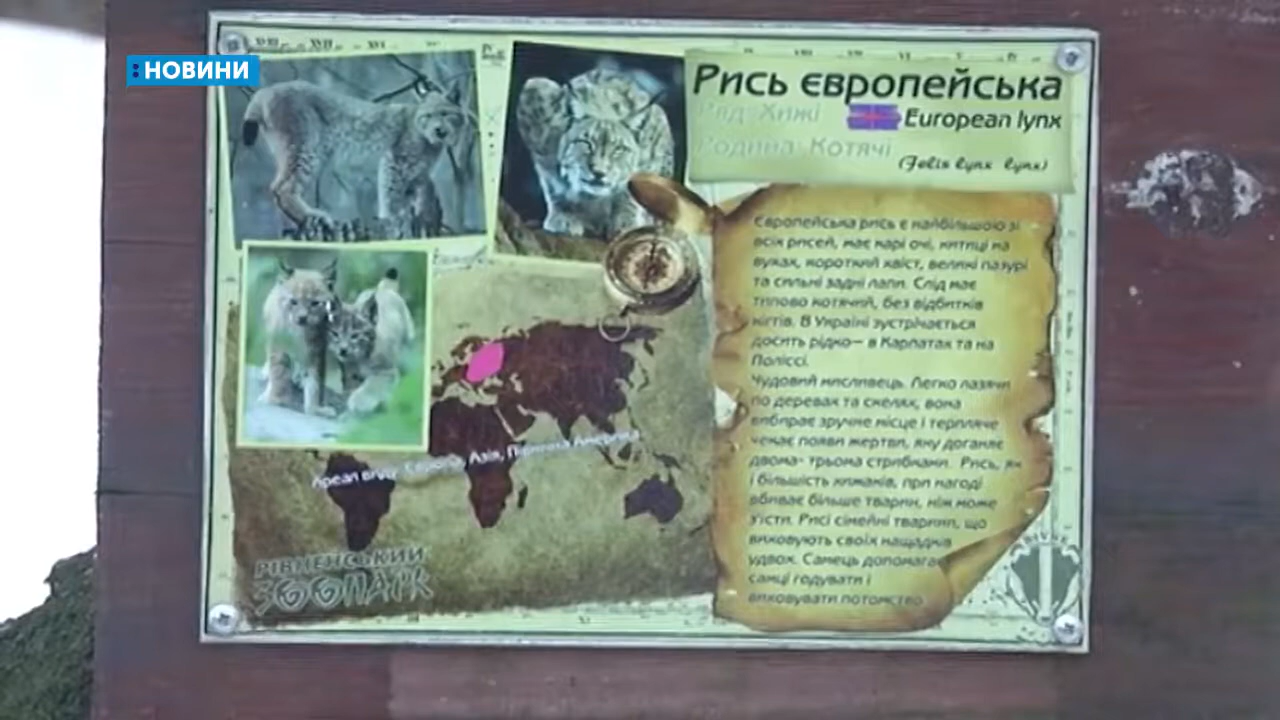 :НОВИНИ
Рись європейська
Ряд Хижі
European lynx
Родина Котячі
(Felis lynx lynx)
Європейська рись є найбільшою зі
всіх рисей, має карі очі, китиці на
вухах, короткий хвіст, великі пазурі
та сильні задні лапи. Слід має
типово котячий, без відбитків
кігтів. В Україні зустрічається
досить рідко– в Карпатах та на
Поліссі.
Чудовий мисливець. Легко лазячи
по деревах та скелях, вона
вибирає зручне місце і терпляче
чекає появи жертви, яку доганяє
двома- трьома стрибками. Рись, як
і більшість хижаків, при нагоді
вбиває більше тварин, ніж може
з'їсти. Рисі сімейні тварини, що
виховують своїх нащадків
удвох. Самець допомагає
самці годувати і
виховувати потомство
Ареал виду: Європа, Азія, Північна Америка
РІВНЕНСЬКИЙ
ЗООПАРК
RIVNE